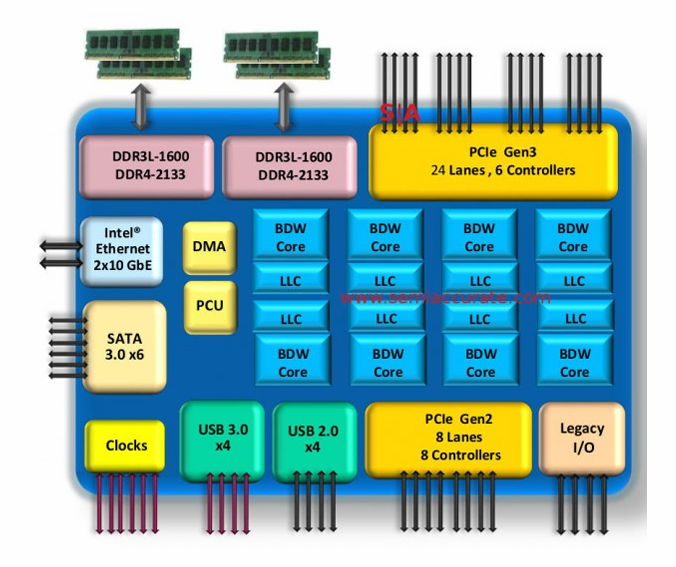 S|A
DDR3L-1600
DDR4-2133
DDR3L-1600
DDR4-2133
PCIe Gen3
24 Lanes , 6 Controllers
Intel®
Ethernet
2x10 GbE
DMA
PCU
BDW
Core
BDW
Core
BDW
Core
BDW
Core
LLC
LLC
LLC
LLC
www.semiaccurate.com
LLC
LLC
LLC
LLC
BDW
Core
BDW
Core
BDW
Core
BDW
Core
SATA
3.0 x6
Clocks
USB 3.0
x4
USB 2.0
x4
PCIe Gen2
8 Lanes
8 Controllers
Legacy
I/O